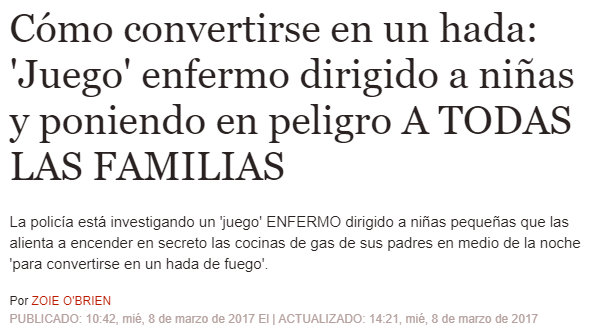 Cómo convertirse en un hada:
'Juego' enfermo dirigido a niñas
y poniendo en peligro A TODAS
LAS FAMILIAS
La policía está investigando un 'juego' ENFERMO dirigido a niñas pequeñas que las
alienta a encender en secreto las cocinas de gas de sus padres en medio de la noche
'para convertirse en un hada de fuego'.
Por ZOIE O'BRIEN
PUBLICADO: 10:42, mié, 8 de marzo de 2017 El | ACTUALIZADO: 14:21, mié, 8 de marzo de 2017